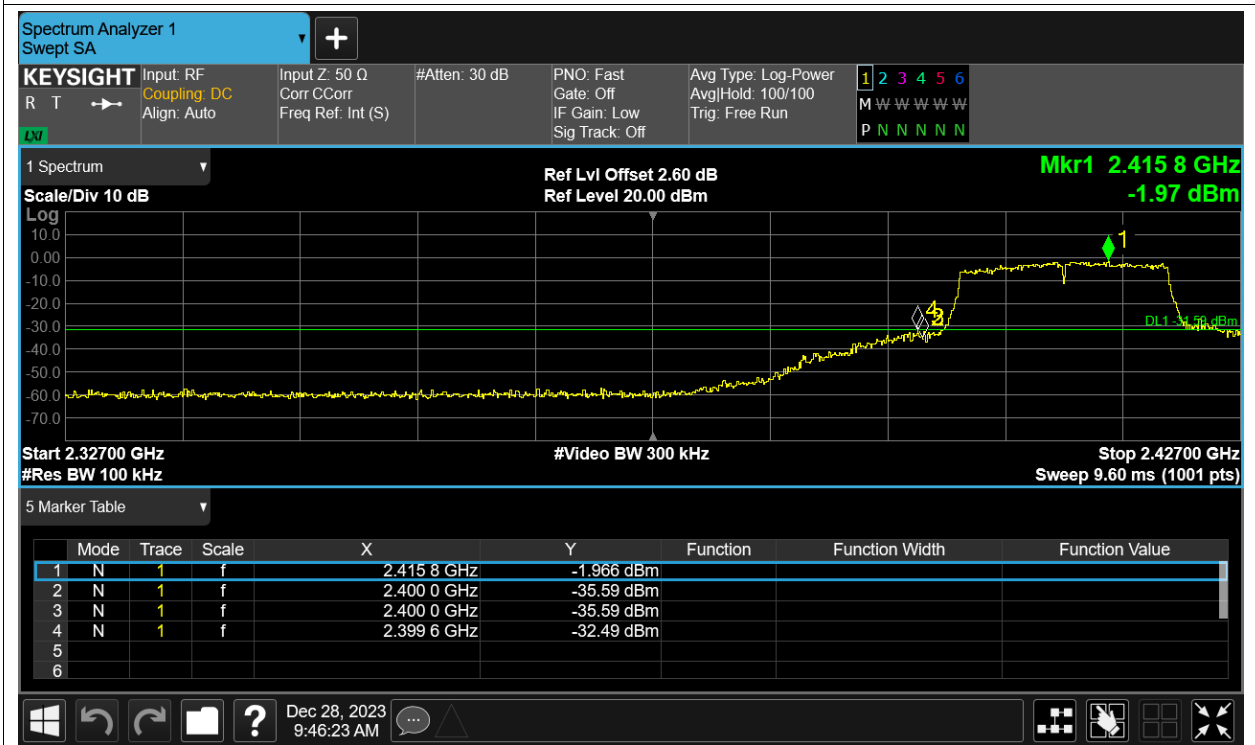 Spectrum Analyzer 1
Swept SA
KEYSIGHT
R T
LXI
Input: RF
Coupling: DC
Align: Auto
Input Z: 50 Ω
Corr CCorr
Freq Ref: Int (S)
#Atten: 30 dB
PNO: Fast
Gate: Off
IF Gain: Low
Sig Track: Off
Avg Type: Log-Power
Avg|Hold: 100/100
Trig: Free Run
1 2 3 4 5 6
M W W W W W
P N N N N N
1 Spectrum
Scale/Div 10 dB
Ref Lvl Offset 2.60 dB
Ref Level 20.00 dBm
Mkr1 2.415 8 GHz
-1.97 dBm
Log
10.0
0.00
-10.0
-20.0
-30.0
-40.0
-50.0
-60.0
-70.0
1
4
DL1 -31.59 dBm
Start 2.32700 GHz
#Video BW 300 kHz
Stop 2.42700 GHz
#Res BW 100 kHz
Sweep 9.60 ms (1001 pts)
5 Marker Table
Mode Trace Scale X Y Function Function Width Function Value
1 N 1 f 2.415 8 GHz -1.966 dBm
2 N 1 f 2.400 0 GHz -35.59 dBm
3 N 1 f 2.400 0 GHz -35.59 dBm
4 N 1 f 2.399 6 GHz -32.49 dBm
5
6
?
Dec 28, 2023
9:46:23 AM